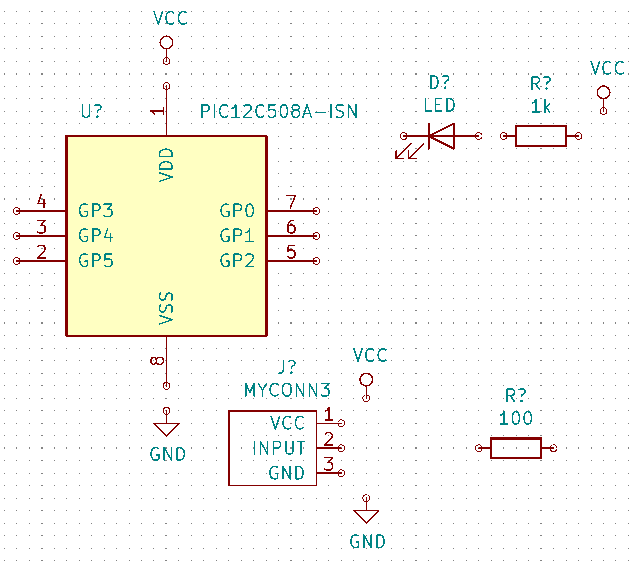 VCC
U?
PIC12C508A-ISN
1
VDD
4
GP3
3
GP4
2
GP5
GP0
7
GP1
6
GP2
5
VSS
8
GND
D?
LED
R?
1k
VCC
J?
MYCONN3
VCC
1
INPUT
2
GND
3
VCC
GND
R?
100